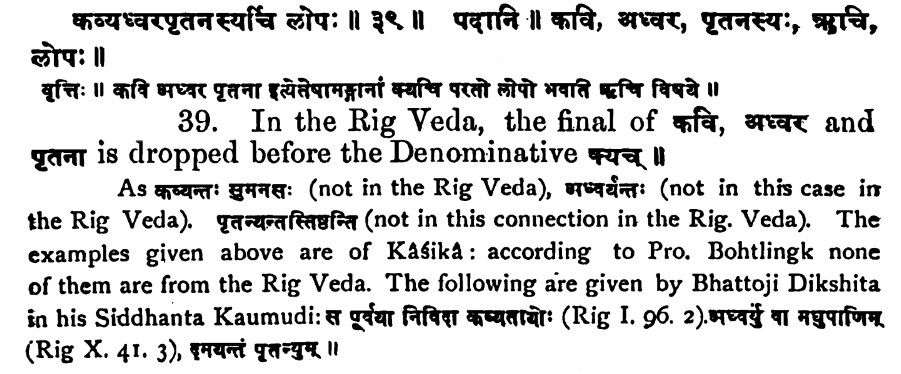 कव्यध्वरपृतनस्यर्चि लोपः ॥ ३९ ॥ पदानि ॥ कवि, अध्वर, पृतनस्यः, ऋचि,
लोपः ॥
वृत्तिः ॥ कवि अध्वर पृतना इत्येतेषामङ्गानां क्यचि परतो लोपो भवति ऋचि विषये ॥
39. In the Rig Veda, the final of कवि, अध्वर and
पृतना is dropped before the Denominative क्यच् ॥
As कव्यन्तः सुमनसः (not in the Rig Veda), अध्वर्यन्तः (not in this case in
the Rig Veda). पृतन्यन्तस्तिष्ठन्ति (not in this connection in the Rig. Veda). The
examples given above are of Kâśikâ : according to Pro. Bohtlingk none
of them are from the Rig Veda. The following are given by Bhattoji Dikshita
in his Siddhanta Kaumudi: स पूर्वया निविदा कव्यतायोः (Rig I. 96. 2). अध्वर्युं वा मधुपाणिम्
(Rig X. 41. 3), दमयन्तं पृतन्युम् ॥